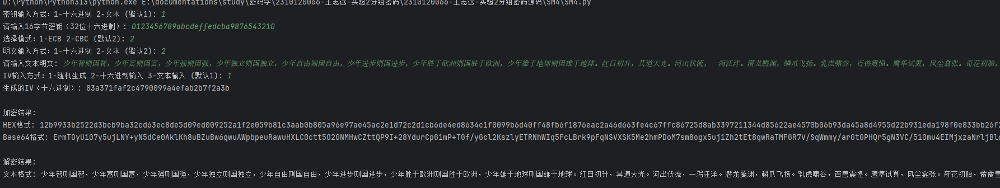 D:\Python\Python313\python.exe E:\documentations\study\密码学\2310120066-王志远-实验2分组密码\2310120066-王志远-实验2分组密码源码\SM4\SM4.py
密钥输入方式：1-十六进制 2-文本 (默认1): 1
请输入16字节密钥（32位十六进制）: 0123456789abcdeffedcba9876543210
选择模式：1-ECB 2-CBC (默认2): 2
明文输入方式：1-十六进制 2-文本 (默认2): 2
请输入文本明文: 少年智则国智，少年富则国富，少年强则国强，少年独立则国独立，少年自由则国自由，少年进步则国进步，少年胜于欧洲则国胜于欧洲，少年雄于地球则国雄于地球。红日初升，其道大光。河出伏流，一泻汪洋。潜龙腾渊，鳞爪飞扬。乳虎啸谷，百兽震惶。鹰隼试翼，风尘翕张。奇花初胎，
IV输入方式：1-随机生成 2-十六进制输入 3-文本输入 (默认1): 1
生成的IV（十六进制）: 83a371faf2c4790099a4efab2b7f2a3b
加密结果:
HEX格式: 12b9933b2522d3bcb9ba32cd63ec8de5d09ed009252a1f2e059b81c3aab0b805a96e97ae45ac2e1d72c2d1cb6de4ed8634c1f0099b6d40ff48fb6f1876eac2a46d663fe4c67ffc86725d8ab3397211344d85622ae4570b06b93da45a8d4955d22b931eda198f0e833bb26f2
Base64格式: ErmTOyUi07y5ujLNY+yN5dCe0AklKh8uBZuBw6qwuAWpbpeuRawuHXLC0ctt5O2GNMHwCZttQP9I+28YdurCpG1mP+TGf/yGcl2KszlyETRNhWIq5FcLBrk9pFqNSVXSK5Me2hmPDoM7sm8ogx5ujiZh2tEt8qwRaTMFGR7V/SqWmmy/arGtGPHQr5gN3VC/510mu4EIMjxzaNrljBl
解密结果:
文本格式: 少年智则国智，少年富则国富，少年强则国强，少年独立则国独立，少年自由则国自由，少年进步则国进步，少年胜于欧洲则国胜于欧洲，少年雄于地球则国雄于地球。红日初升，其道大光。河出伏流，一泻汪洋。潜龙腾渊，鳞爪飞扬。乳虎啸谷，百兽震惶。鹰隼试翼，风尘翕张。奇花初胎，矞矞皇